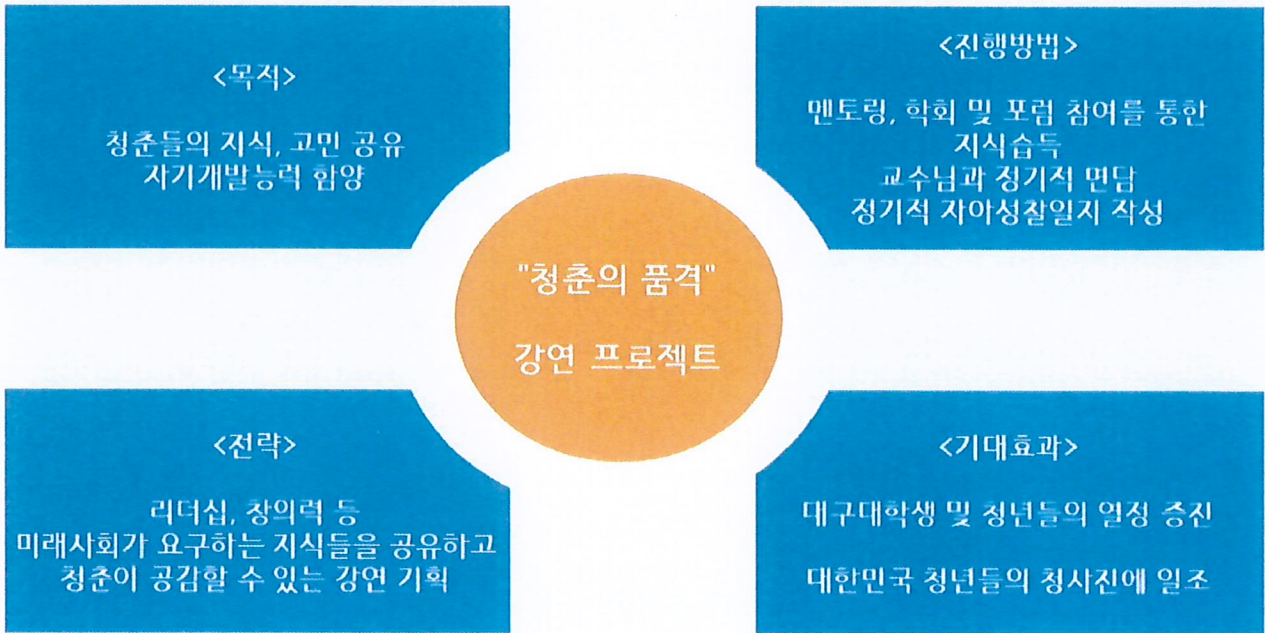 <목적>
청춘들의 지식, 고민 공유
자기개발능력 함양
<진행방법>
멘토링, 학회 및 포럼 참여를 통한
지식습득
교수님과 정기적 면담
정기적 자아성찰일지 작성
"청춘의 품격"
강연 프로젝트
<전략>
리더십, 창의력 등
미래사회가 요구하는 지식들을 공유하고
청춘이 공감할 수 있는 강연 기획
<기대효과>
대구대학생 및 청년들의 열정 증진
대한민국 청년들의 청사진에 일조